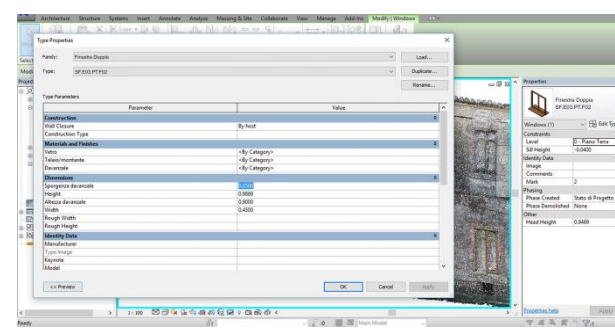 Architecture Structure Systems Insert Annotate Analyze Massing & Site Collaborate View Manage Add-Ins Modify | Windows
Type Properties
Family: Finestra Doppia Load...
Type: SF.E03.PT.F02 Duplicate...
Rename...
Type Parameters
Parameter Value
Construction
Wall Closure By host
Construction Type
Materials and Finishes
Vetro <By Category>
Telaio/montante <By Category>
Davanzale <By Category>
Dimensions
Sporgenza davanzale
Height 0.9869
Altezza davanzale 0.9000
Width 0.4500
Rough Width
Rough Height
Identity Data
Manufacturer
Type Image
Keynote
Model
<< Preview OK Cancel Apply
Properties
Finestra Doppia
SF.E03.PT.F02
Windows (1) Edit Ty
Constraints
Level 0 - Piano Terra
Sill Height -0.0400
Identity Data
Image
Comments
Mark 2
Phasing
Phase Created Stato di Progetto
Phase Demolished None
Other
Head Height 0.9469
Properties help Apply
1 : 100
Ready
Main Model